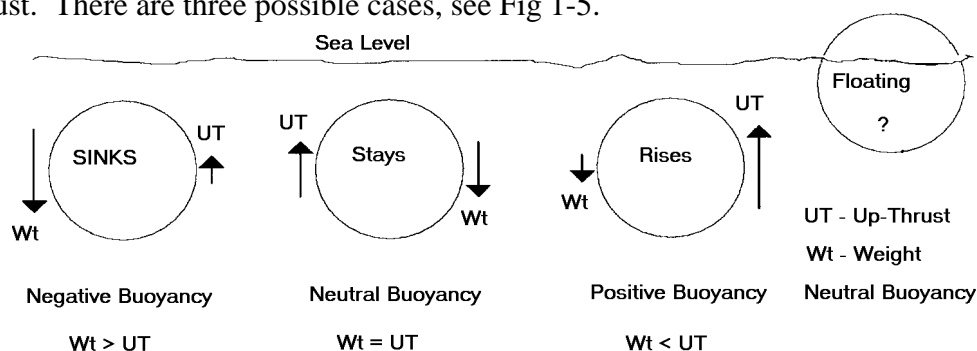 ust. There are three possible cases, see Fig 1-5.
Sea Level
Floating
?
UT
SINKS
Wt
UT
Stays
Wt
Rises
UT
Wt
UT - Up-Thrust
Wt - Weight
Negative Buoyancy
Neutral Buoyancy
Positive Buoyancy
Neutral Buoyancy
Wt > UT
Wt = UT
Wt < UT